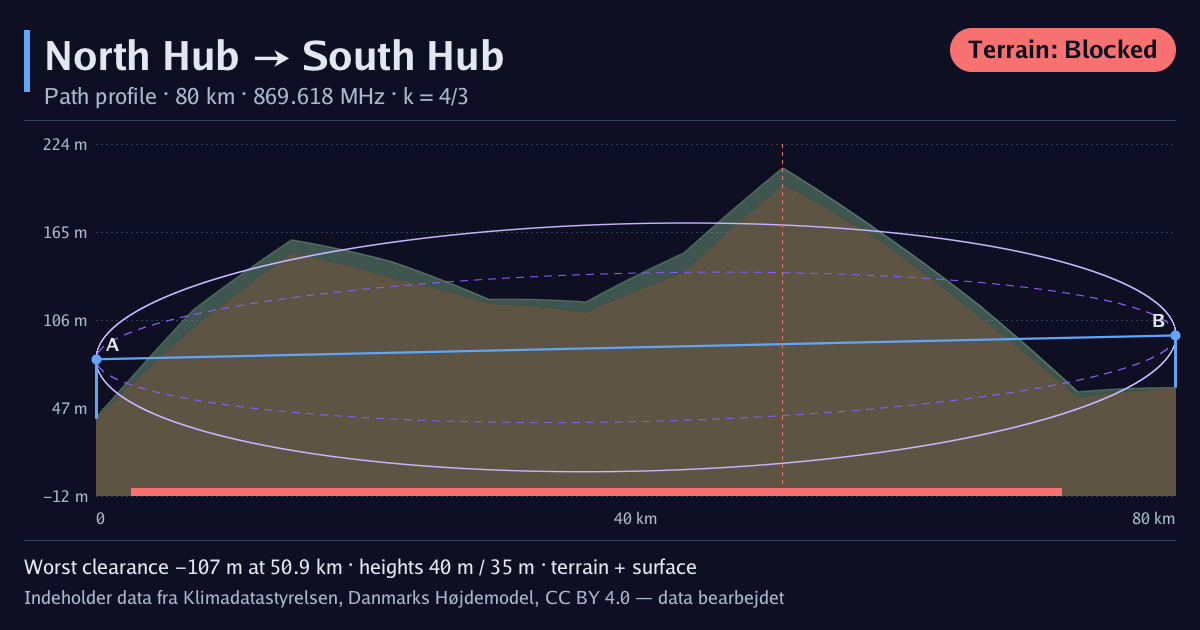 North Hub → South Hub
Terrain: Blocked
Path profile · 80 km · 869.618 MHz · k = 4/3
224 m
165 m
106 m
47 m
−12 m
A
B
0
40 km
80 km
Worst clearance −107 m at 50.9 km · heights 40 m / 35 m · terrain + surface
Indeholder data fra Klimadatastyrelsen, Danmarks Højdemodel, CC BY 4.0 — data bearbejdet